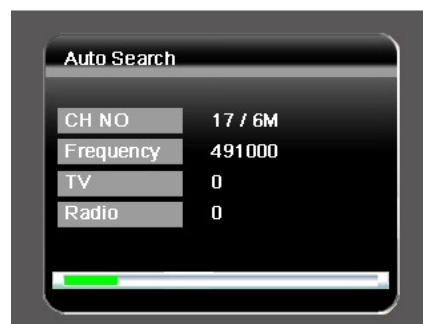 Auto Search
CH NO 17 / 6M
Frequency 491000
TV 0
Radio 0